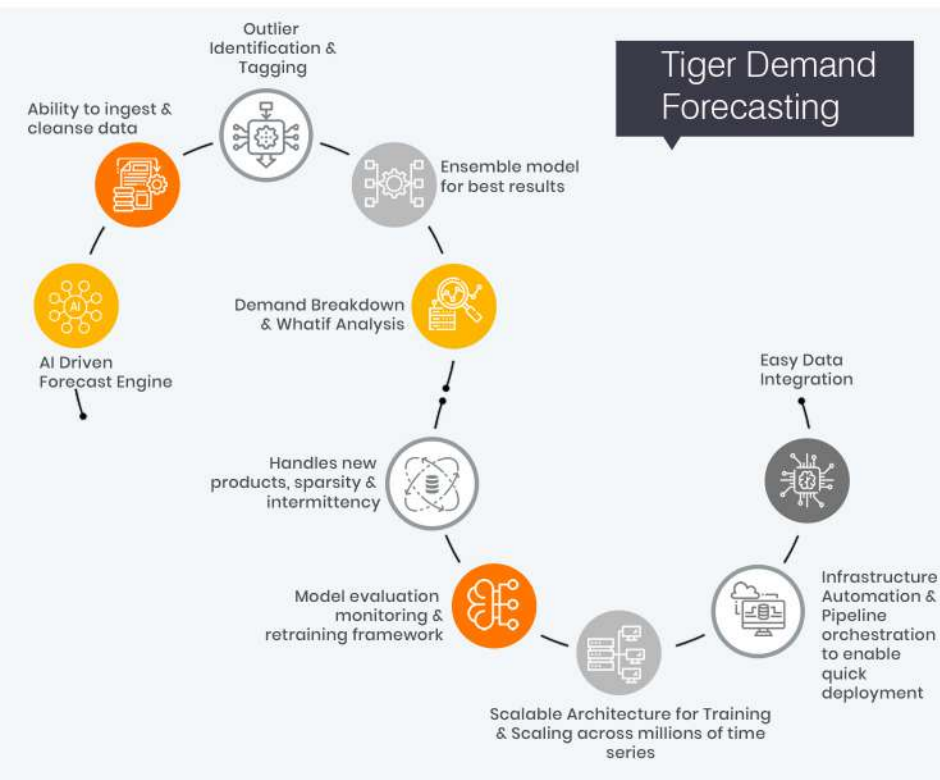 Tiger Demand
Forecasting
AI Driven
Forecast Engine
AI
Ability to ingest &
cleanse data
Outlier
Identification &
Tagging
Ensemble model
for best results
Demand Breakdown
& Whatif Analysis
Handles new
products, sparsity &
intermittency
Model evaluation
monitoring &
retraining framework
Scalable Architecture for Training
& Scaling across millions of time
series
Infrastructure
Automation &
Pipeline
orchestration
to enable
quick
deployment
Easy Data
Integration